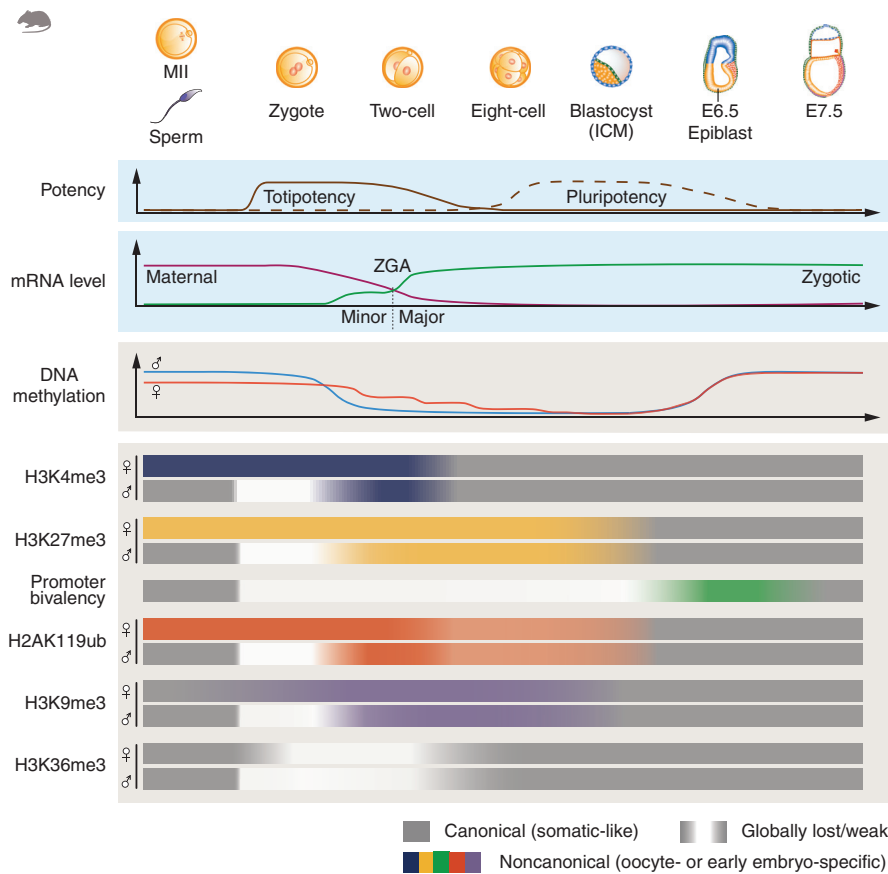 MII
Sperm
Zygote
Two-cell
Eight-cell
Blastocyst
(ICM)
E6.5
Epiblast
E7.5
Potency
Totipotency
Pluripotency
mRNA level
Maternal
ZGA
Zygotic
Minor
Major
DNA
methylation
♂
♀
H3K4me3
♀
♂
H3K27me3
♀
♂
Promoter
bivalency
H2AK119ub
♀
♂
H3K9me3
♀
♂
H3K36me3
♀
♂
Canonical (somatic-like)
Globally lost/weak
Noncanonical (oocyte- or early embryo-specific)